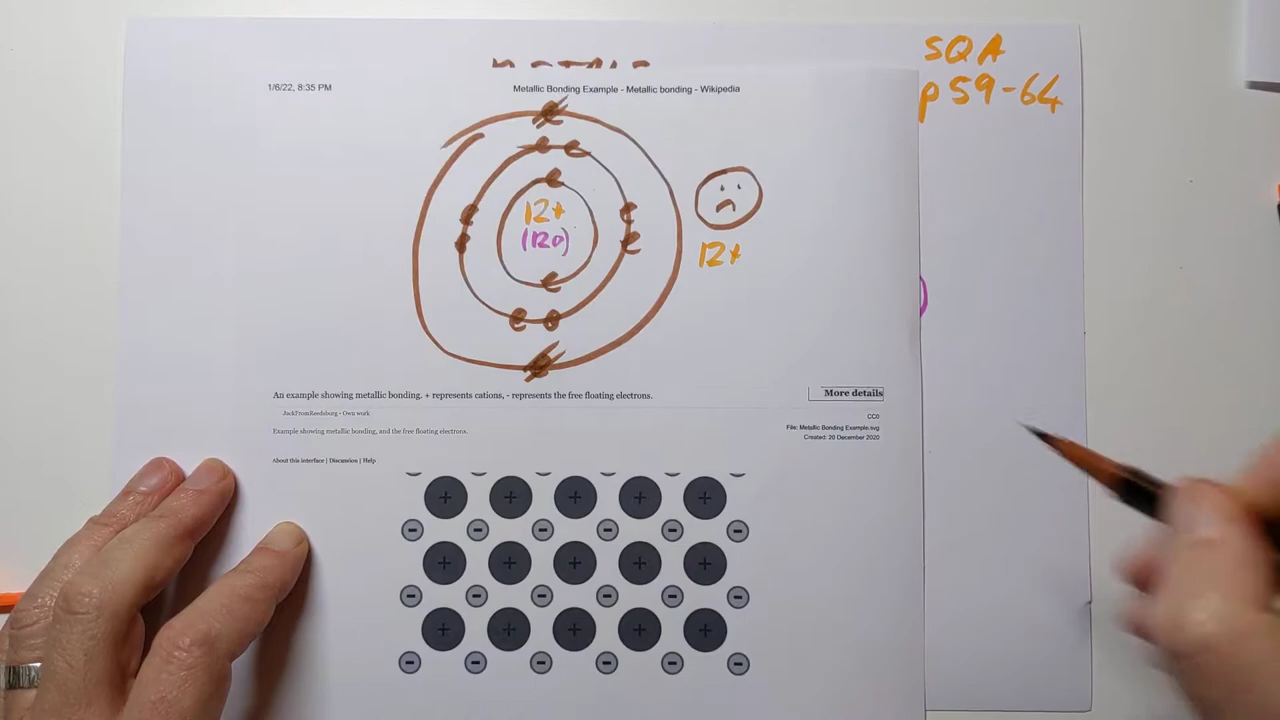 SQA
p 59-64
1/6/22, 8:35 PM
Metallic Bonding Example - Metallic bonding - Wikipedia
12+
(12o)
12+
An example showing metallic bonding. + represents cations, - represents the free floating electrons.
More details
JackFromReedsburg - Own work
CC0
Example showing metallic bonding, and the free floating electrons.
File: Metallic Bonding Example.svg
Created: 20 December 2020
About this interface | Discussion | Help
+ + + + +
- - - - - -
+ + + + +
- - - - - -
+ + + + +
- - - - - -